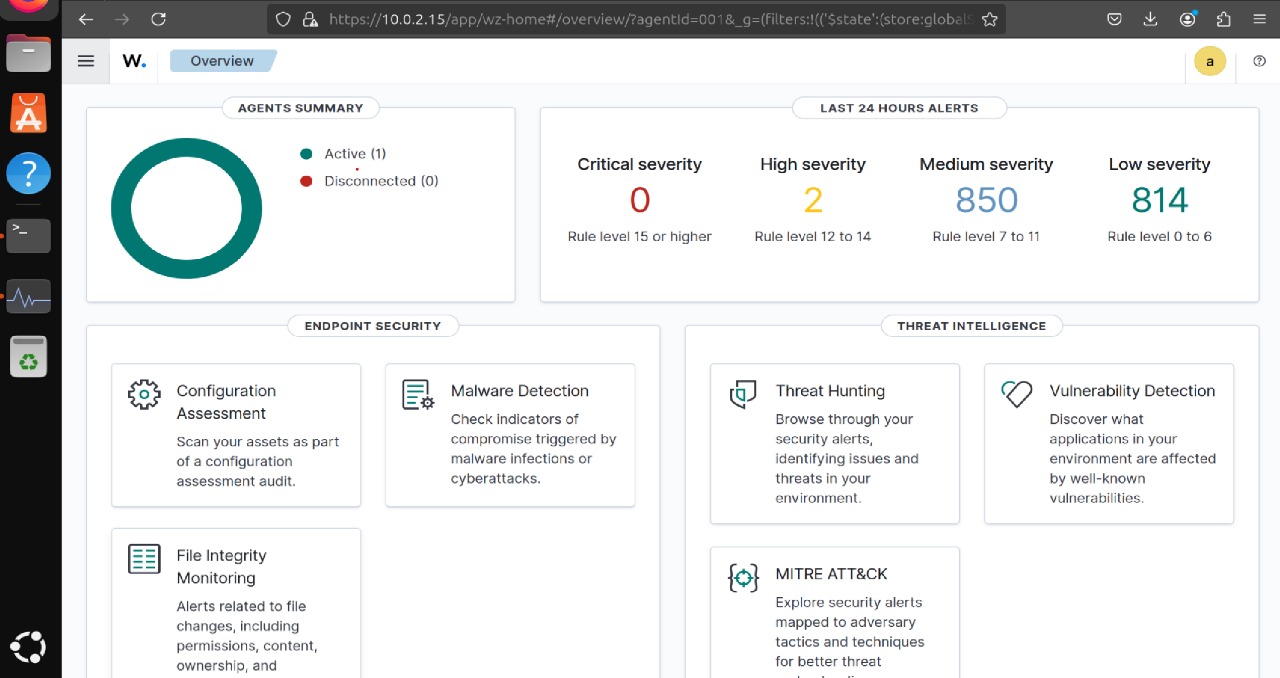 https://10.0.2.15/app/wz-home#/overview/?agentId=001&_g=(filters:!(('$state':(store:globalS
W.
Overview
a
AGENTS SUMMARY
Active (1)
Disconnected (0)
LAST 24 HOURS ALERTS
Critical severity
0
Rule level 15 or higher
High severity
2
Rule level 12 to 14
Medium severity
850
Rule level 7 to 11
Low severity
814
Rule level 0 to 6
ENDPOINT SECURITY
Configuration
Assessment
Scan your assets as part
of a configuration
assessment audit.
Malware Detection
Check indicators of
compromise triggered by
malware infections or
cyberattacks.
File Integrity
Monitoring
Alerts related to file
changes, including
permissions, content,
ownership, and
THREAT INTELLIGENCE
Threat Hunting
Browse through your
security alerts,
identifying issues and
threats in your
environment.
Vulnerability Detection
Discover what
applications in your
environment are affected
by well-known
vulnerabilities.
MITRE ATT&CK
Explore security alerts
mapped to adversary
tactics and techniques
for better threat